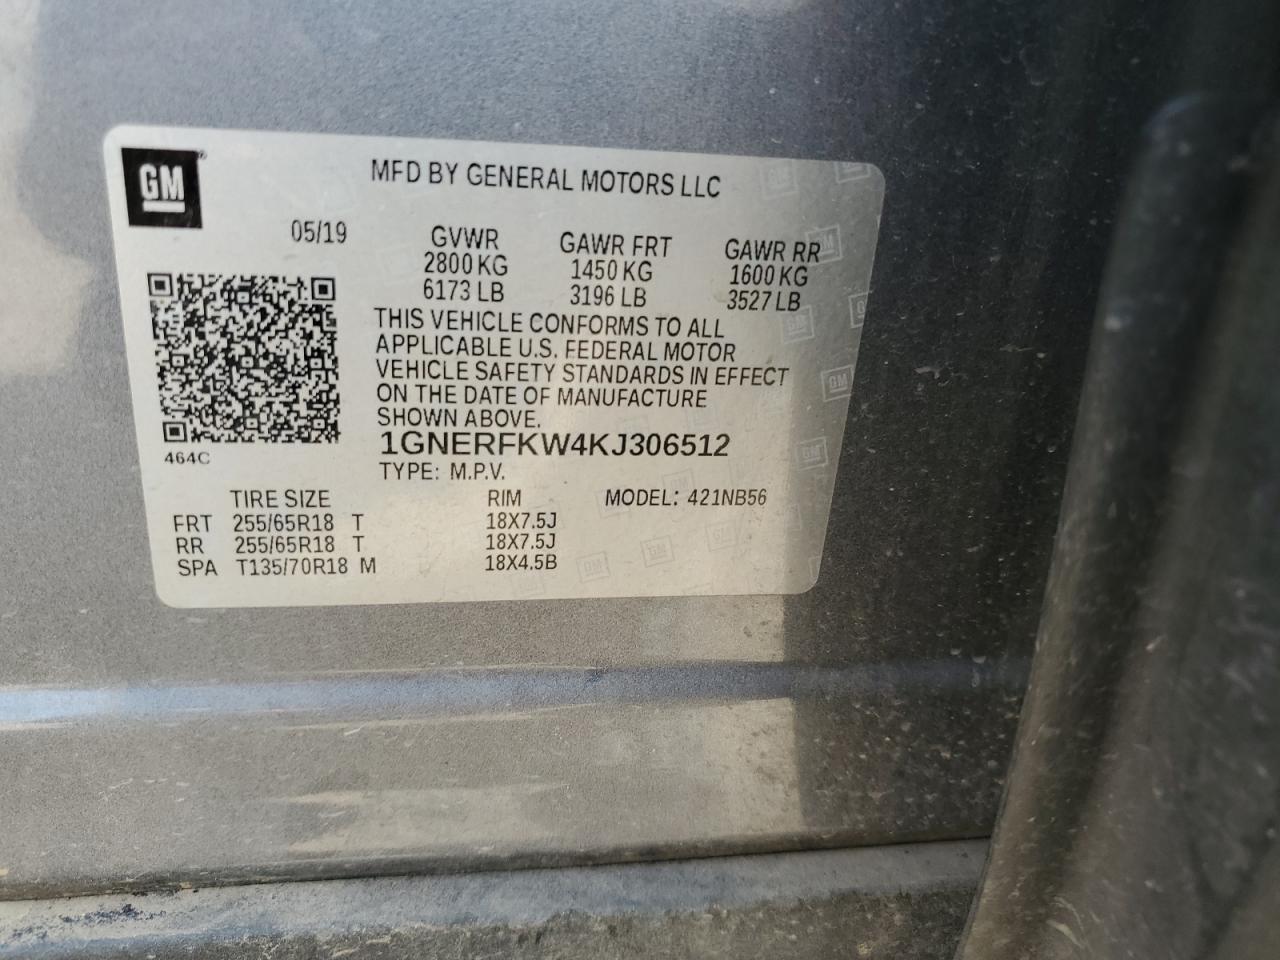 GM
MFD BY GENERAL MOTORS LLC
05/19
GVWR GAWR FRT GAWR RR
2800 KG 1450 KG 1600 KG
6173 LB 3196 LB 3527 LB
THIS VEHICLE CONFORMS TO ALL
APPLICABLE U.S. FEDERAL MOTOR
VEHICLE SAFETY STANDARDS IN EFFECT
ON THE DATE OF MANUFACTURE
SHOWN ABOVE.
1GNERFKW4KJ306512
464C
TYPE: M.P.V.
TIRE SIZE RIM MODEL: 421NB56
FRT 255/65R18 T 18X7.5J
RR 255/65R18 T 18X7.5J
SPA T135/70R18 M 18X4.5B